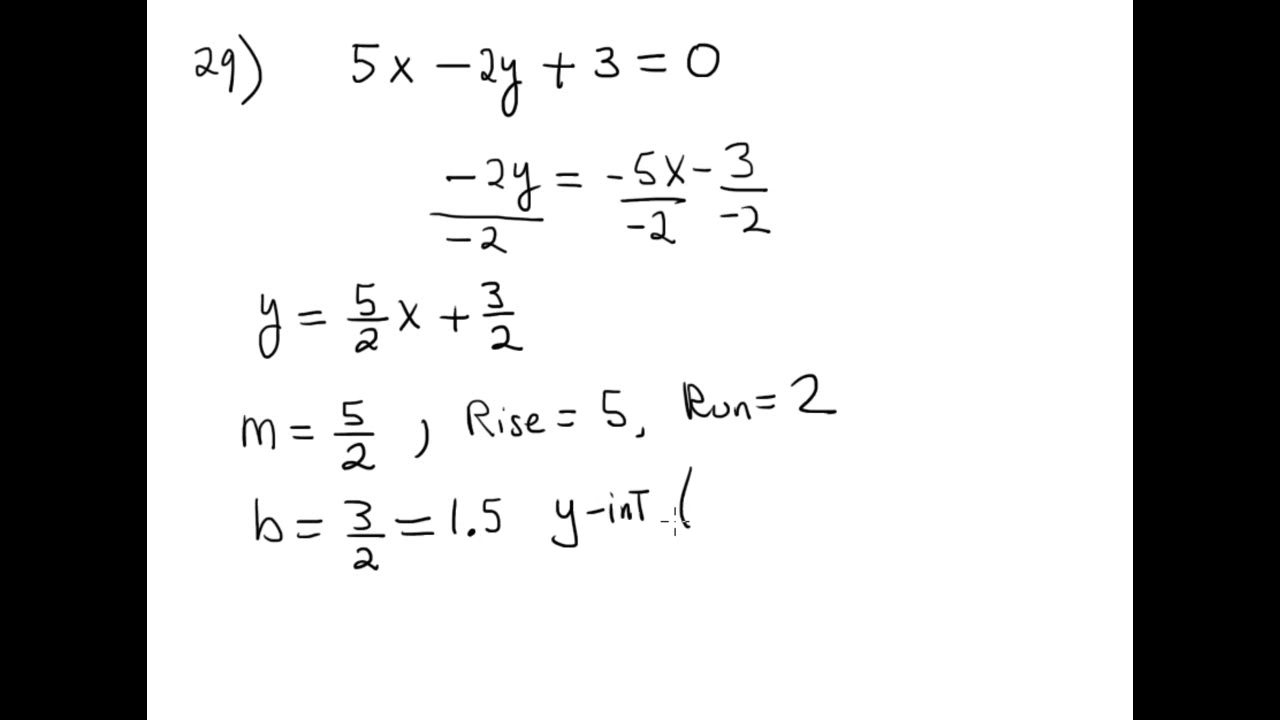 29) 5x - 2y + 3 = 0
-2y/-2 = -5x/-2 - 3/-2
y = 5/2 x + 3/2
m = 5/2 , Rise = 5, Run = 2
b = 3/2 = 1.5 y-inT (